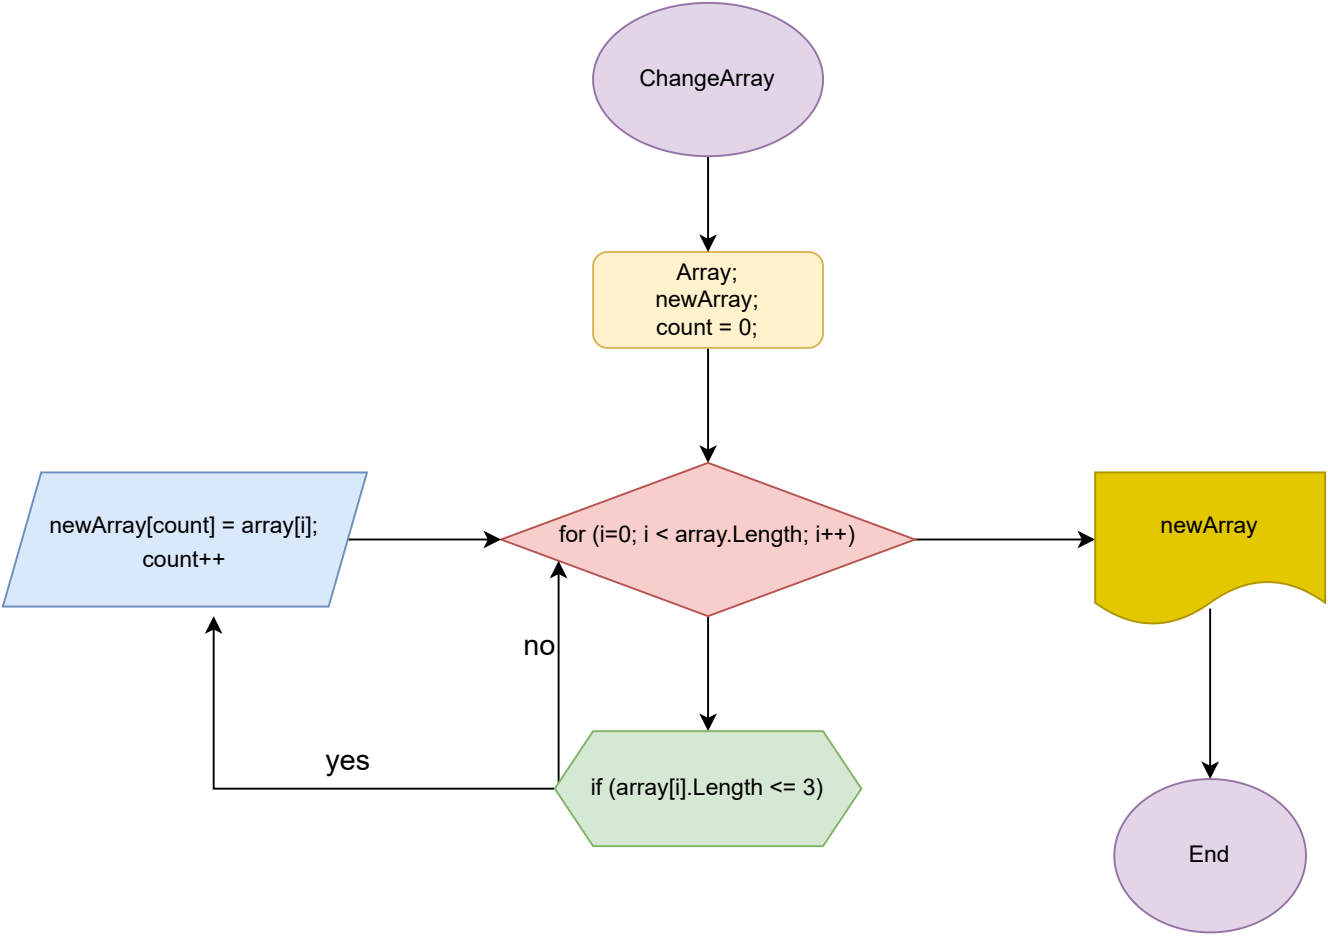 ChangeArray
Array;
newArray;
count = 0;
newArray[count] = array[i];
count++
for (i=0; i < array.Length; i++)
newArray
no
yes
if (array[i].Length <= 3)
End